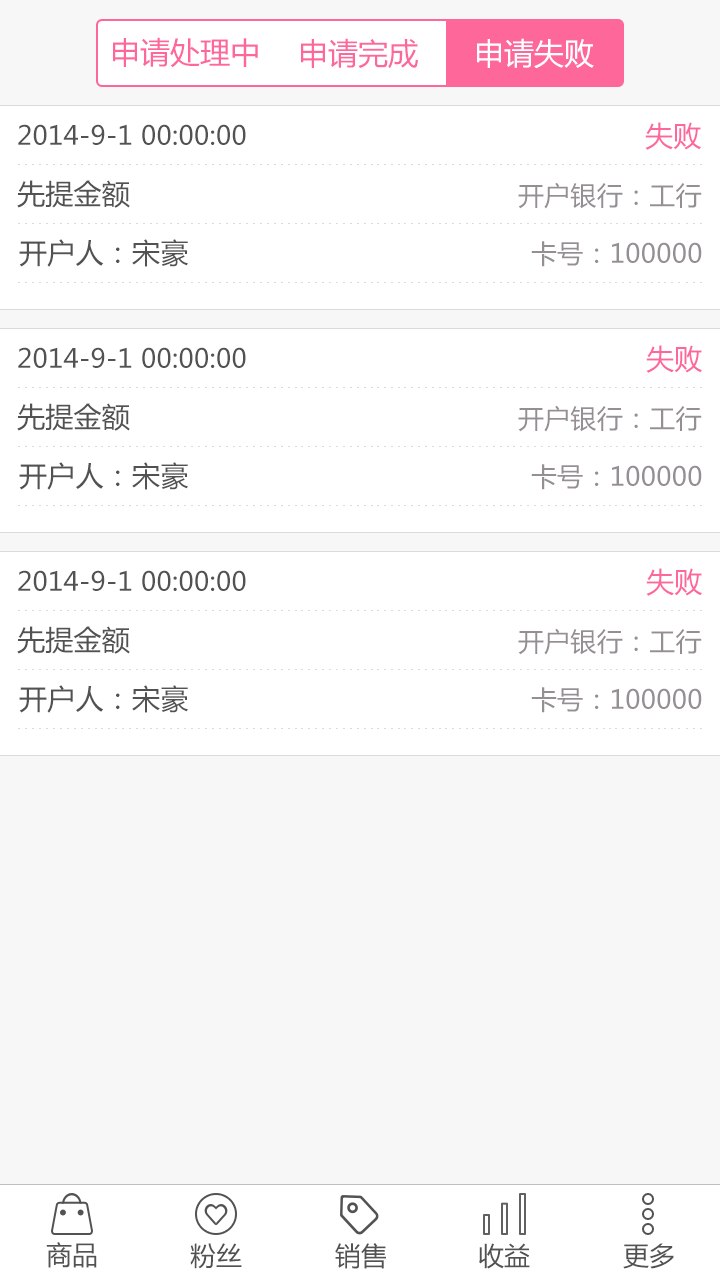 申请处理中 申请完成 申请失败
2014-9-1 00:00:00 失败
先提金额 开户银行：工行
开户人：宋豪 卡号：100000
2014-9-1 00:00:00 失败
先提金额 开户银行：工行
开户人：宋豪 卡号：100000
2014-9-1 00:00:00 失败
先提金额 开户银行：工行
开户人：宋豪 卡号：100000
商品 粉丝 销售 收益 更多